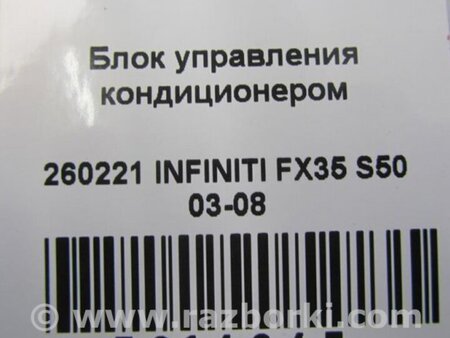 Блок управления
кондиционером
260221 INFINITI FX35 S50
03-08
© www.razborki.com